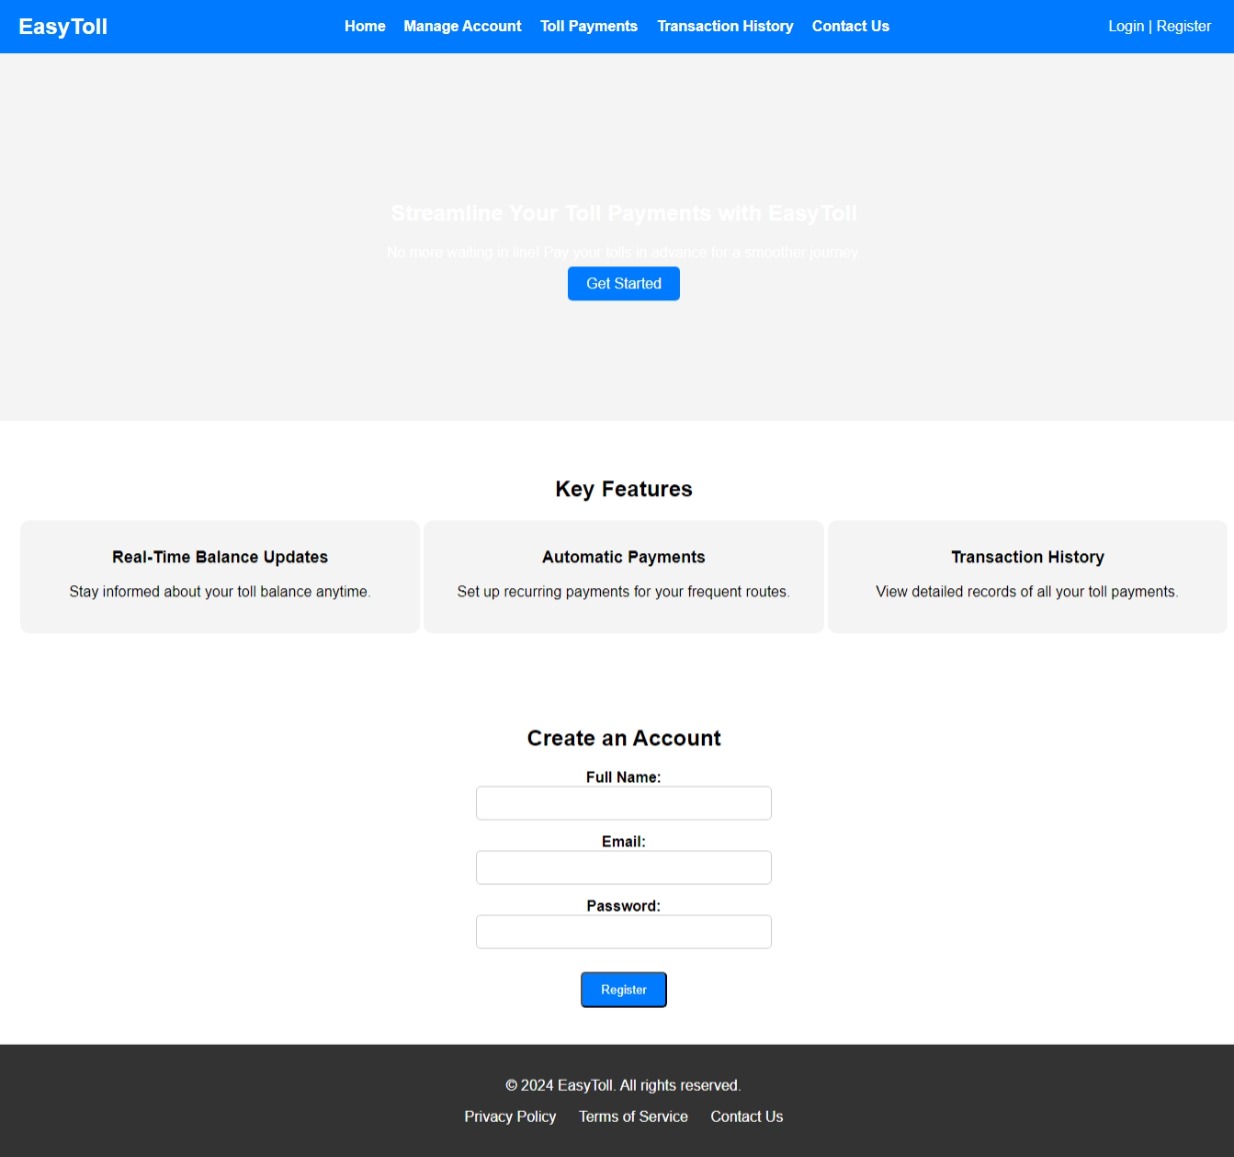 EasyToll
Home Manage Account Toll Payments Transaction History Contact Us
Login | Register
Streamline Your Toll Payments with EasyToll
No more waiting in line! Pay your tolls in advance for a smoother journey
Get Started
Key Features
Real-Time Balance Updates
Stay informed about your toll balance anytime.
Automatic Payments
Set up recurring payments for your frequent routes.
Transaction History
View detailed records of all your toll payments.
Create an Account
Full Name:
Email:
Password:
Register
© 2024 EasyToll. All rights reserved.
Privacy Policy Terms of Service Contact Us